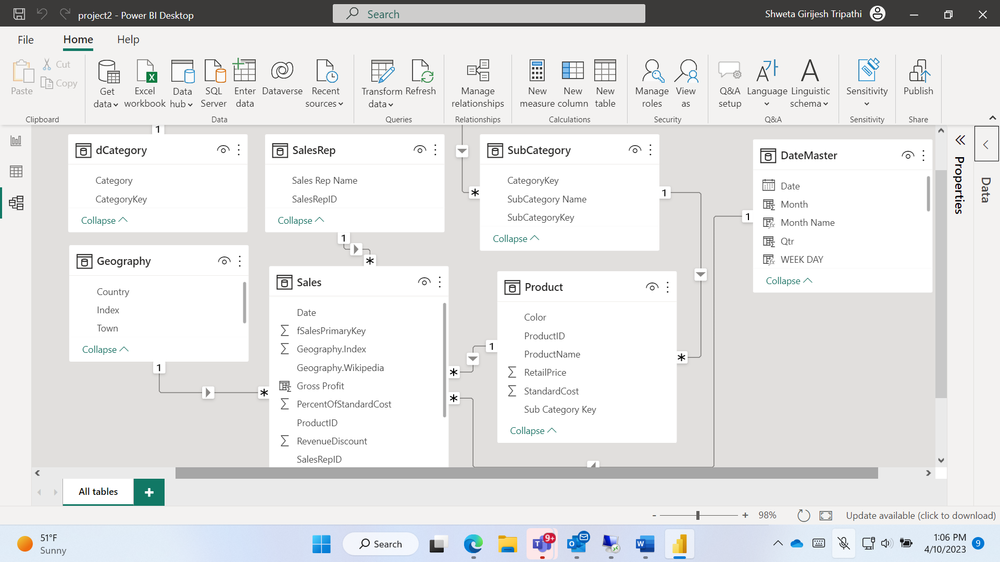 project2 - Power BI Desktop
Search
Shweta Girijesh Tripathi
File
Home
Help
Paste
Cut
Copy
Clipboard
Get data
Excel workbook
Data hub
SQL Server
Enter data
Dataverse
Recent sources
Data
Transform data
Refresh
Queries
Manage relationships
Relationships
New measure
New column
New table
Calculations
Manage roles
View as
Security
Q&A setup
Language
Linguistic schema
Q&A
Sensitivity
Sensitivity
Publish
Share
1
dCategory
Category
CategoryKey
Collapse
SalesRep
Sales Rep Name
SalesRepID
Collapse
1
*
SubCategory
CategoryKey
SubCategory Name
SubCategoryKey
Collapse
*
1
DateMaster
Date
Month
Month Name
Qtr
WEEK DAY
Collapse
1
Geography
Country
Index
Town
Collapse
1
*
Sales
Date
fSalesPrimaryKey
Geography.Index
Geography.Wikipedia
Gross Profit
PercentOfStandardCost
ProductID
RevenueDiscount
SalesRepID
*
*
1
Product
Color
ProductID
ProductName
RetailPrice
StandardCost
Sub Category Key
Collapse
*
Properties
Data
All tables
+
- + 98%
Update available (click to download)
51°F
Sunny
Search
9+
1:06 PM
4/10/2023
9